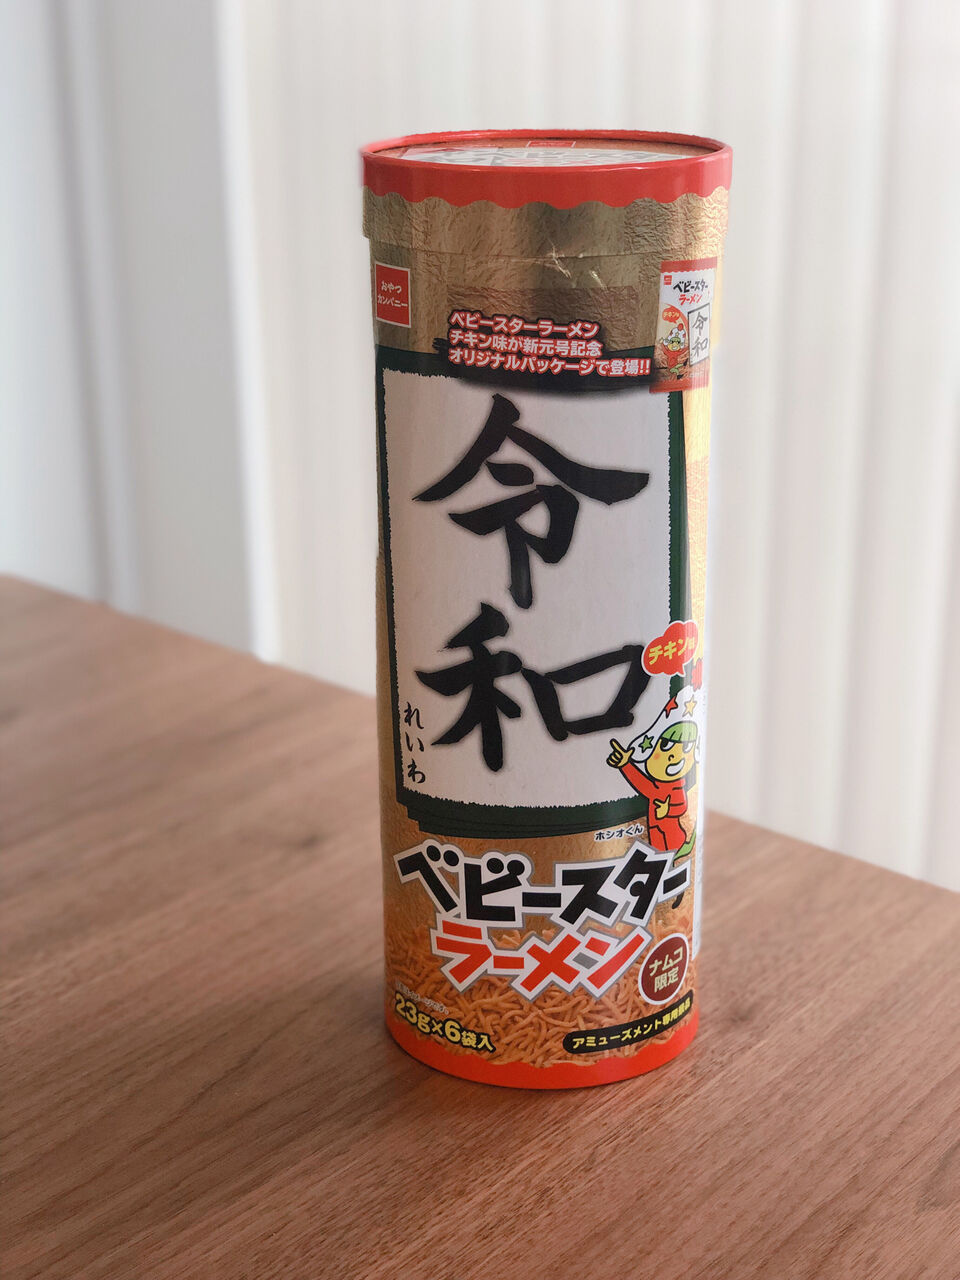 おやつ
カンパニー
ベビースターラーメン
チキン味が新元号記念
オリジナルパッケージで登場!!
ベビースター
ラーメン
チキン味
令和
令和
れいわ
チキン味
ホシオくん
ベビースター
ラーメン
ナムコ
限定
23g×6袋入
アミューズメント専用景品